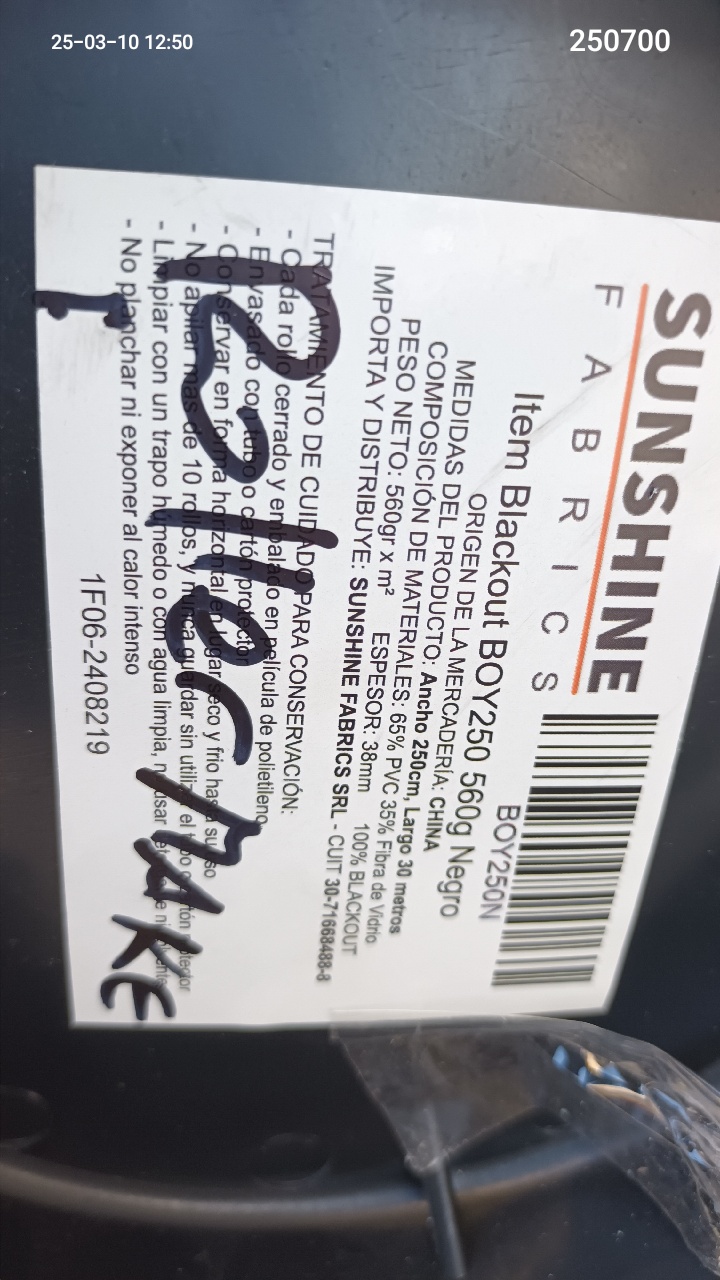 25-03-10 12:50
250700
SUNSHINE
F A B R I C S
BOY250N
Item Blackout BOY250 560g Negro
ORIGEN DE LA MERCADERÍA: CHINA
MEDIDAS DEL PRODUCTO: Ancho 250cm, Largo 30 metros
COMPOSICIÓN DE MATERIALES: 65% PVC 35% Fibra de Vidrio
PESO NETO: 560gr x m² ESPESOR: 38mm 100% BLACKOUT
IMPORTA Y DISTRIBUYE: SUNSHINE FABRICS SRL - CUIT 30-71668488-8
TRATAMIENTO DE CUIDADO PARA CONSERVACIÓN:
- Cada rollo cerrado y embalado en película de polietileno
- Envasado con tubo o cartón protector
- Conservar en forma horizontal en lugar seco y frio hasta su uso
- No apilar mas de 10 rollos, y nunca guardar sin utilizar el tubo o cartón protector
- Limpiar con un trapo húmedo o con agua limpia, no usar
- No planchar ni exponer al calor intenso
1F06-2408219
Roller MAKE